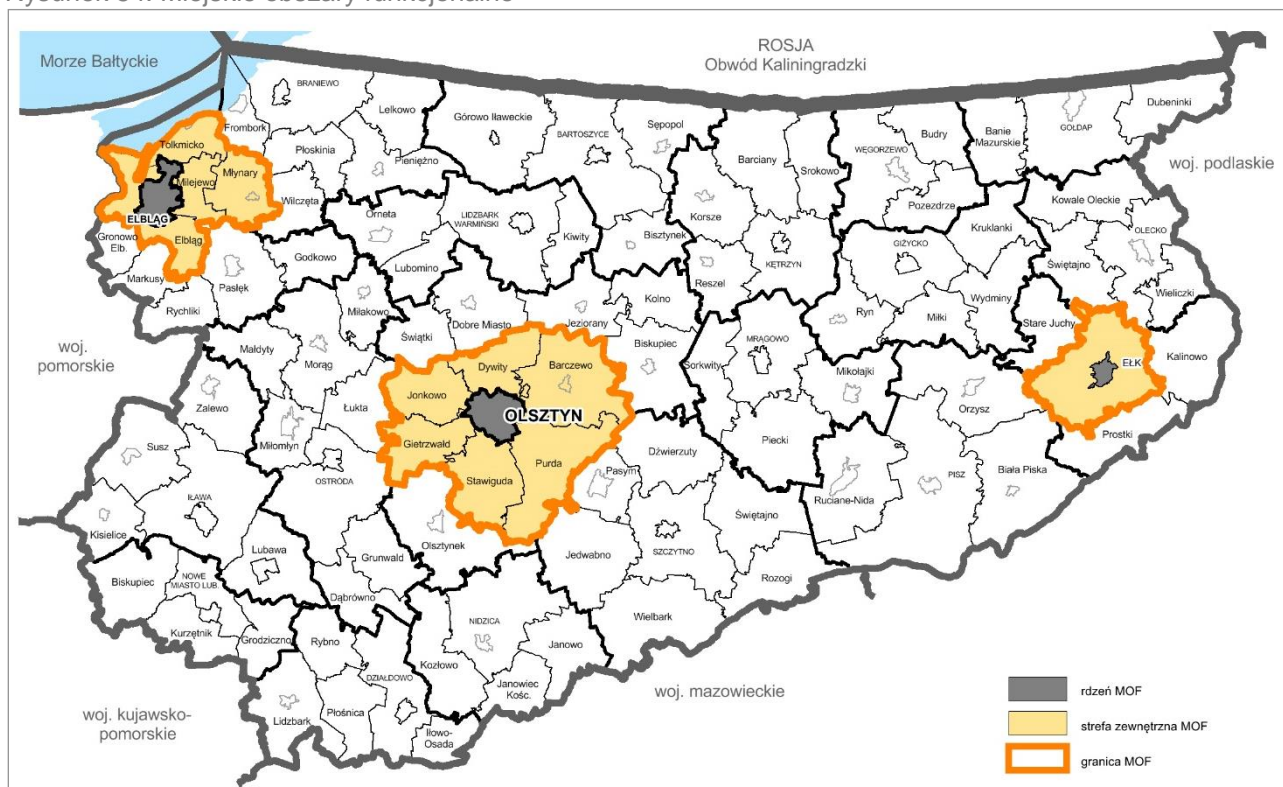 Morze Bałtyckie
ROSJA
Obwód Kaliningradzki
woj. podlaskie
woj.
pomorskie
woj. kujawsko-
pomorskie
woj. mazowieckie
BRANIEWO
Lelkowo
Frombork
Płoskinia
Pieniężno
Wilczęta
Tolkmicko
Milejewo
Młynary
ELBLĄG
Elbląg
Gronowo
Elb.
Markusy
Pasłęk
Rychliki
Godkowo
Górowo Iławeckie
BARTOSZYCE
Sępopol
Bisztynek
Orneta
LIDZBARK
WARMIŃSKI
Kiwity
Lubomino
Barciany
Srokowo
Korsze
KĘTRZYN
Reszel
WĘGORZEWO
Budry
Pozezdrze
Banie
Mazurskie
GOŁDAP
Dubeninki
Kowale Oleckie
OLECKO
Świętajno
Wieliczki
GIŻYCKO
Kruklanki
Wydminy
Ryn
Miłki
Stare Juchy
EŁK
Kalinowo
Prostki
Miłakowo
Małdyty
Morąg
Łukta
Miłomłyn
OSTRÓDA
Grunwald
Dąbrówno
Świątki
Dobre Miasto
Jeziorany
Kolno
Biskupiec
Dywity
Barczewo
Jonkowo
OLSZTYN
Gietrzwałd
Purda
Stawiguda
Olsztynek
Sorkwity
MRĄGOWO
Mikołajki
Piecki
Orzysz
PISZ
Biała Piska
Ruciane-Nida
Dźwierzuty
Pasym
SZCZYTNO
Świętajno
Jedwabno
Rozogi
Wielbark
Zalewo
Susz
IŁAWA
Kisielice
Lubawa
Biskupiec
NOWE
MIASTO LUB.
Kurzętnik
Grodziczno
Rybno
DZIAŁDOWO
Lidzbark
Płośnica
Iłowo-
Osada
NIDZICA
Kozłowo
Janowo
Janowiec
Kośc.
rdzeń MOF
strefa zewnętrzna MOF
granica MOF